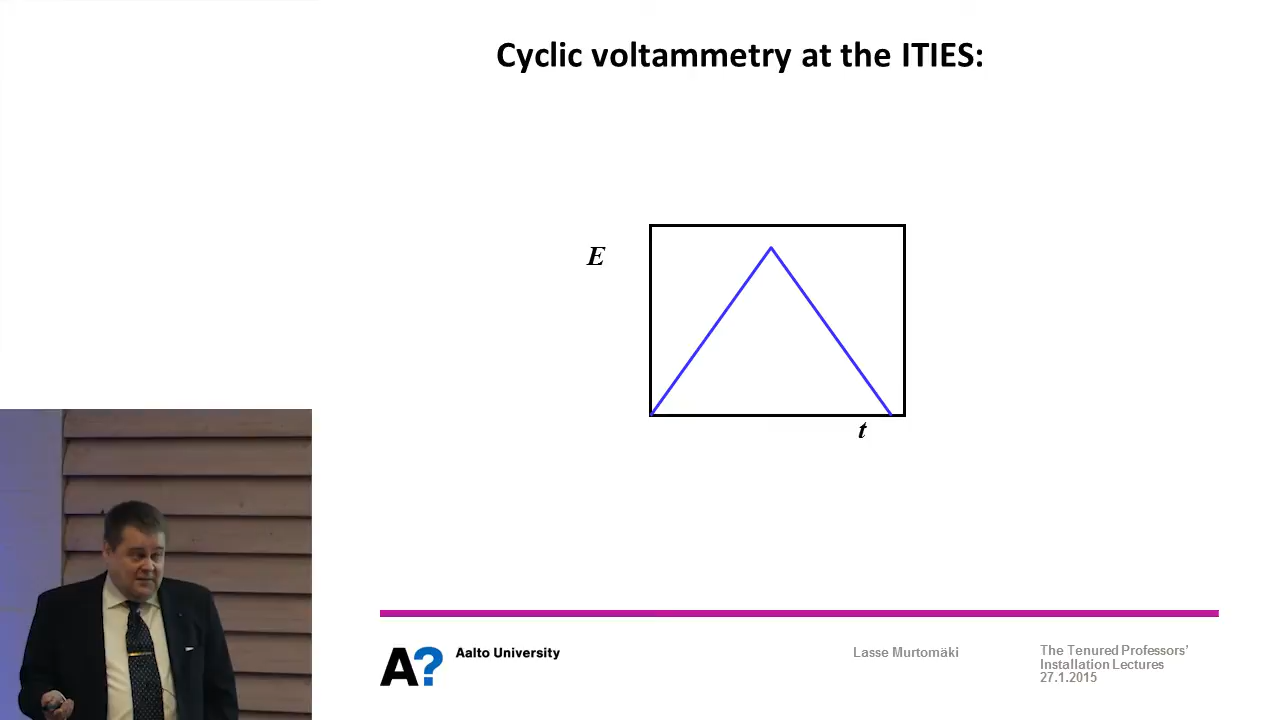 Cyclic voltammetry at the ITIES:
E
t
A?
Aalto University
Lasse Murtomäki
The Tenured Professors’
Installation Lectures
27.1.2015